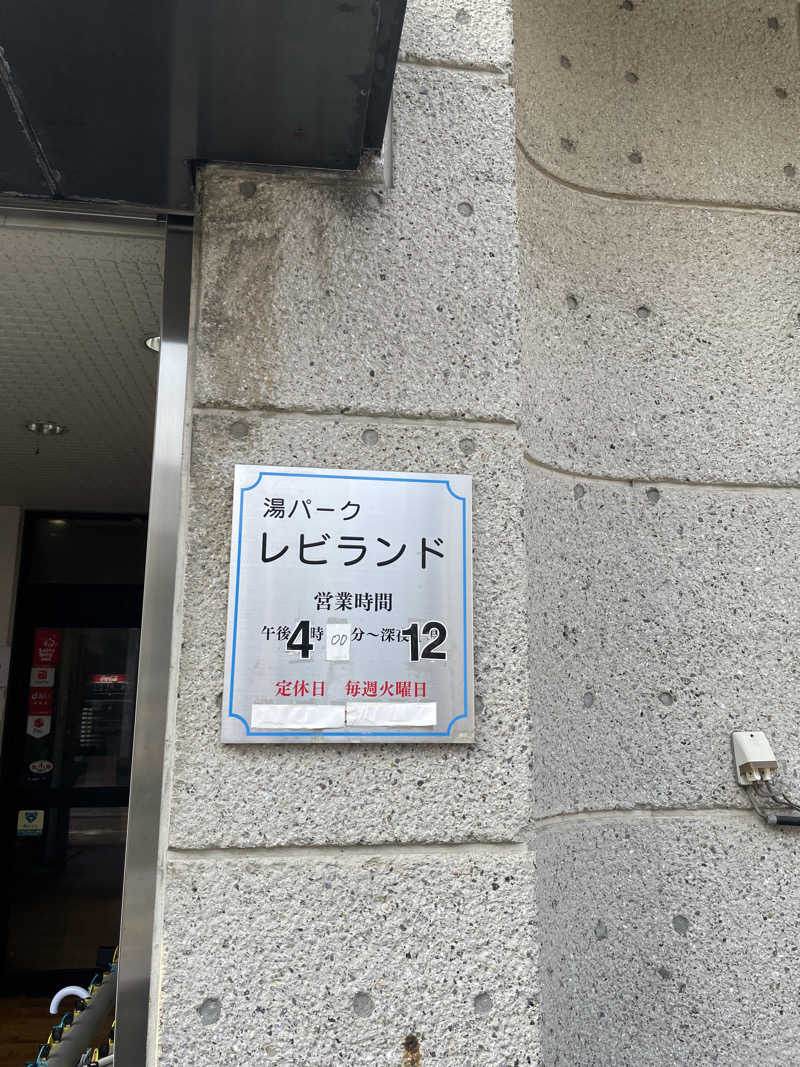 湯パーク
レビランド
営業時間
午後4時00分～深夜12
定休日 毎週火曜日